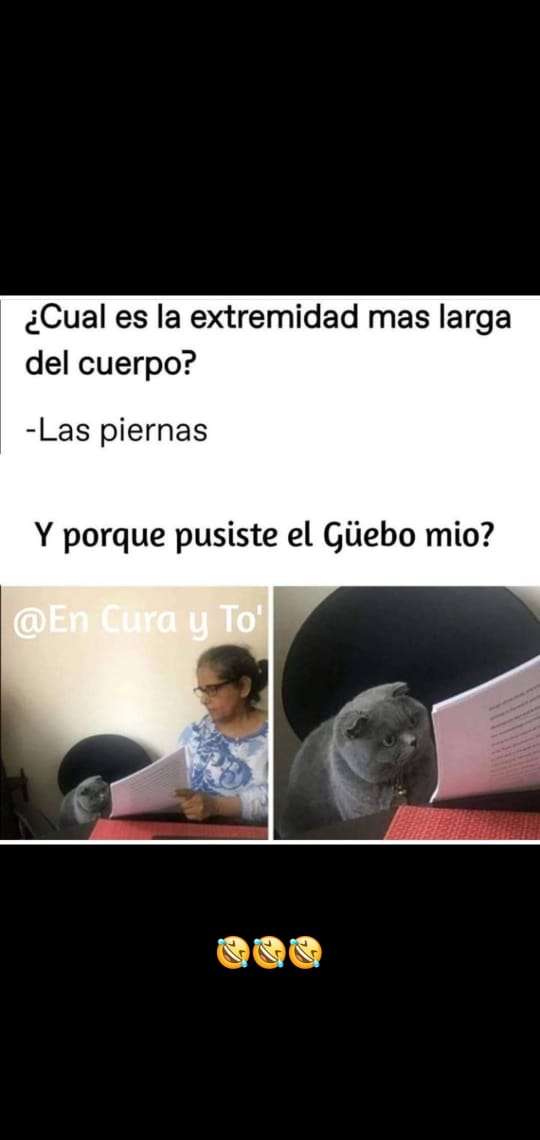 ¿Cual es la extremidad mas larga
del cuerpo?
-Las piernas
Y porque pusiste el Güebo mio?
@En Cura y To'